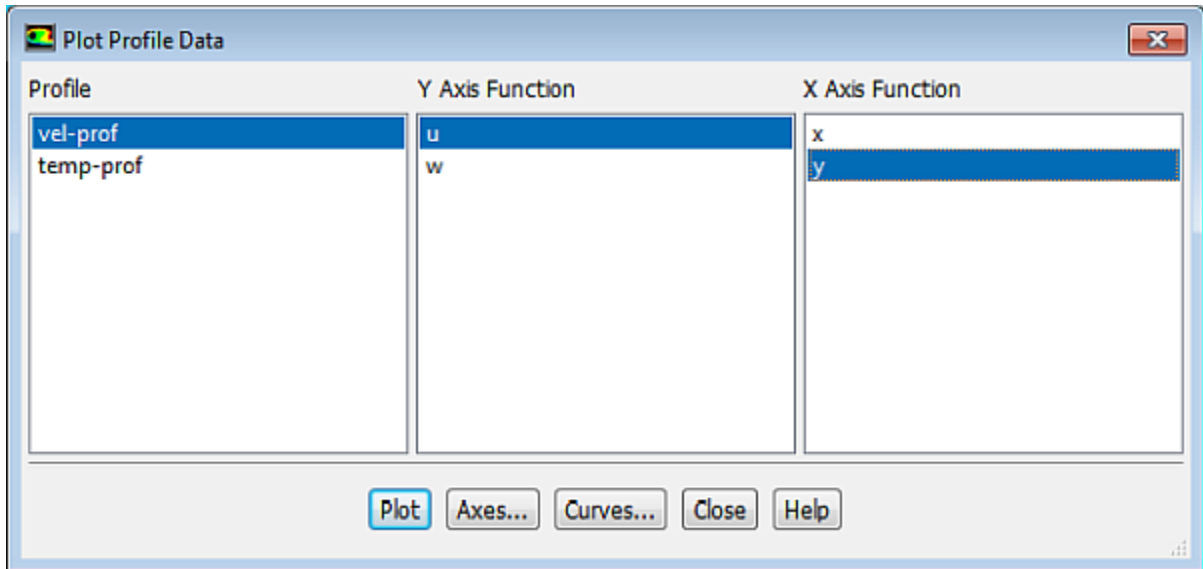 Plot Profile Data
Profile
Y Axis Function
X Axis Function
vel-prof
u
x
temp-prof
w
y
Plot
Axes...
Curves...
Close
Help